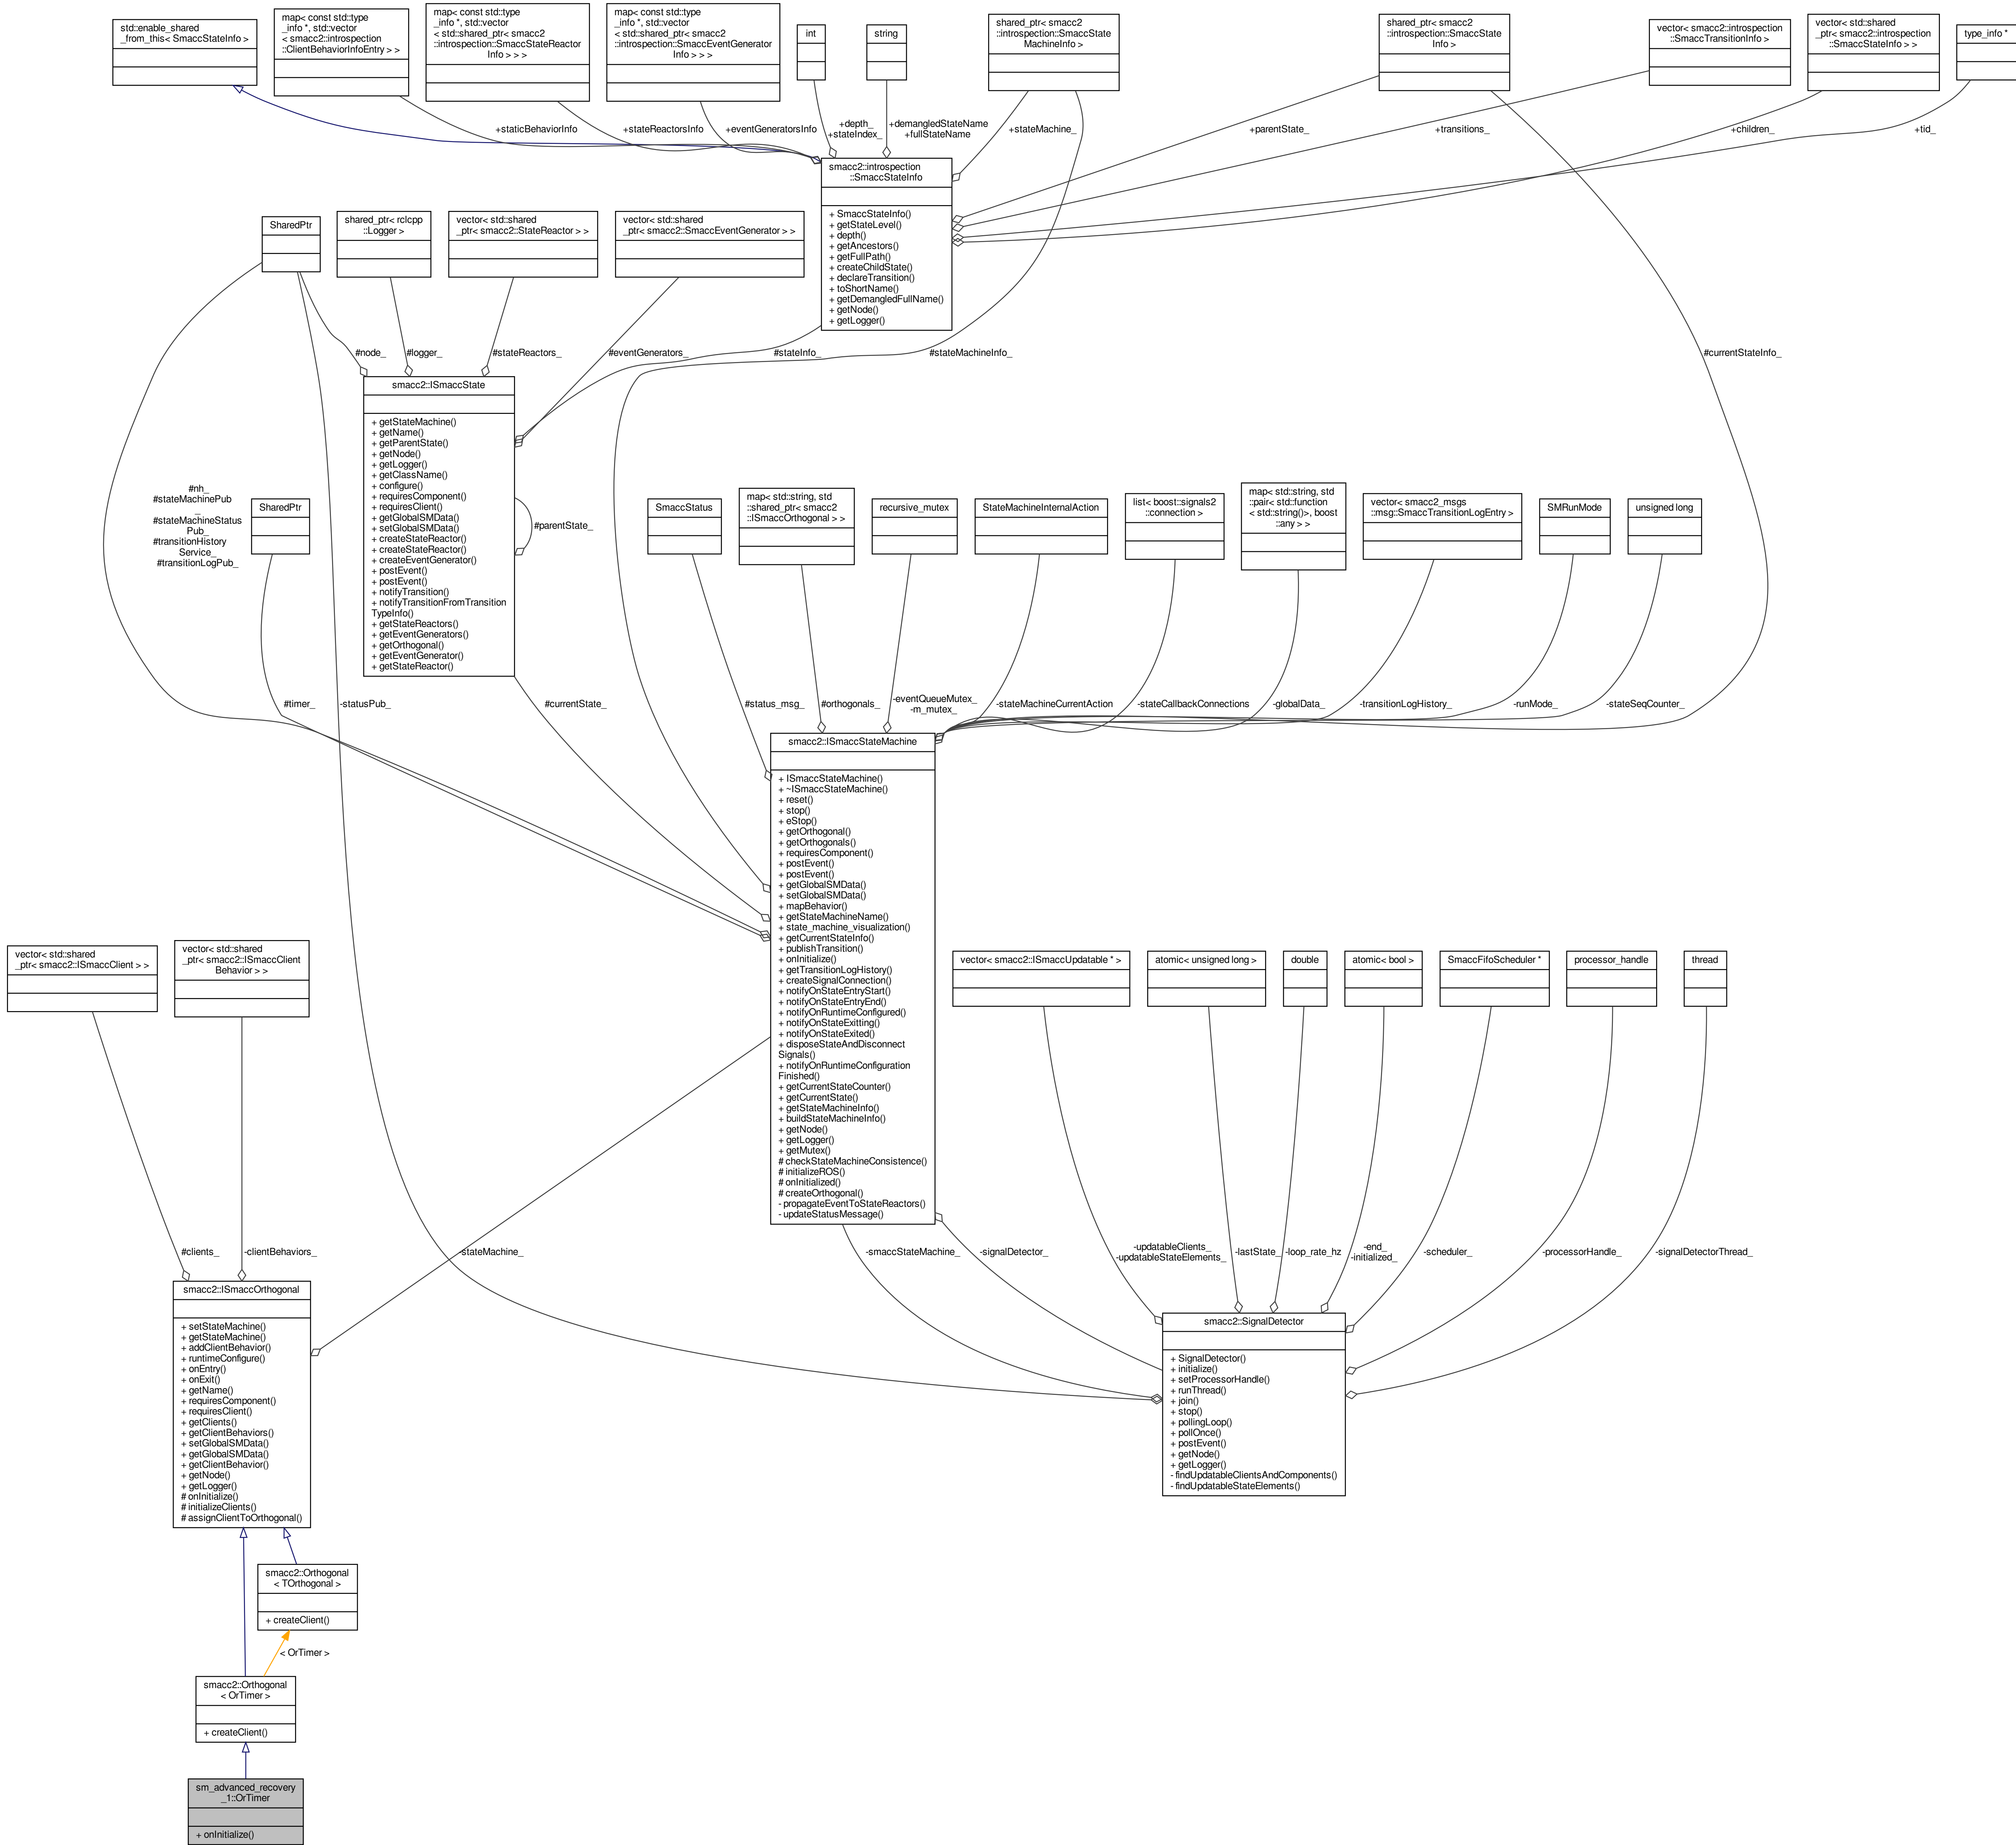 std::enable_shared
_from_this< SmaccStateInfo >
map< const std::type
_info *, std::vector
< smacc2::introspection
::ClientBehaviorInfoEntry > >
map< const std::type
_info *, std::vector
< std::shared_ptr< smacc2
::introspection::SmaccStateReactor
Info > > >
map< const std::type
_info *, std::vector
< std::shared_ptr< smacc2
::introspection::SmaccEventGenerator
Info > > >
int
string
shared_ptr< smacc2
::introspection::SmaccState
MachineInfo >
shared_ptr< smacc2
::introspection::SmaccState
Info >
vector< smacc2::introspection
::SmaccTransitionInfo >
vector< std::shared
_ptr< smacc2::introspection
::SmaccStateInfo > >
type_info *
+staticBehaviorInfo
+stateReactorsInfo
+eventGeneratorsInfo
+depth_
+stateIndex_
+demangledStateName
+fullStateName
+stateMachine_
+parentState_
+transitions_
+children_
+tid_
smacc2::introspection
::SmaccStateInfo
+ SmaccStateInfo()
+ getStateLevel()
+ depth()
+ getAncestors()
+ getFullPath()
+ createChildState()
+ declareTransition()
+ toShortName()
+ getDemangledFullName()
+ getNode()
+ getLogger()
SharedPtr
shared_ptr< rclcpp
::Logger >
vector< std::shared
_ptr< smacc2::StateReactor > >
vector< std::shared
_ptr< smacc2::SmaccEventGenerator > >
#node_
#logger_
#stateReactors_
#eventGenerators_
#stateInfo_
#stateMachineInfo_
#currentStateInfo_
smacc2::ISmaccState
+ getStateMachine()
+ getName()
+ getParentState()
+ getNode()
+ getLogger()
+ getClassName()
+ configure()
+ requiresComponent()
+ requiresClient()
+ getGlobalSMData()
+ setGlobalSMData()
+ createStateReactor()
+ createStateReactor()
+ createEventGenerator()
+ postEvent()
+ postEvent()
+ notifyTransition()
+ notifyTransitionFromTransition
TypeInfo()
+ getStateReactors()
+ getEventGenerators()
+ getOrthogonal()
+ getEventGenerator()
+ getStateReactor()
#parentState_
#nh_
#stateMachinePub
_
#stateMachineStatus
Pub_
#transitionHistory
Service_
#transitionLogPub_
SharedPtr
SmaccStatus
map< std::string, std
::shared_ptr< smacc2
::ISmaccOrthogonal > >
recursive_mutex
StateMachineInternalAction
list< boost::signals2
::connection >
map< std::string, std
::pair< std::function
< std::string()>, boost
::any > >
vector< smacc2_msgs
::msg::SmaccTransitionLogEntry >
SMRunMode
unsigned long
#timer_
-statusPub_
#currentState_
#status_msg_
#orthogonals_
-eventQueueMutex_
-m_mutex_
-stateMachineCurrentAction
-stateCallbackConnections
-globalData_
-transitionLogHistory_
-runMode_
-stateSeqCounter_
smacc2::ISmaccStateMachine
+ ISmaccStateMachine()
+ ~ISmaccStateMachine()
+ reset()
+ stop()
+ eStop()
+ getOrthogonal()
+ getOrthogonals()
+ requiresComponent()
+ postEvent()
+ postEvent()
+ getGlobalSMData()
+ setGlobalSMData()
+ mapBehavior()
+ getStateMachineName()
+ state_machine_visualization()
+ getCurrentStateInfo()
+ publishTransition()
+ onInitialize()
+ getTransitionLogHistory()
+ createSignalConnection()
+ notifyOnStateEntryStart()
+ notifyOnStateEntryEnd()
+ notifyOnRuntimeConfigured()
+ notifyOnStateExitting()
+ notifyOnStateExited()
+ disposeStateAndDisconnect
Signals()
+ notifyOnRuntimeConfiguration
Finished()
+ getCurrentStateCounter()
+ getCurrentState()
+ getStateMachineInfo()
+ buildStateMachineInfo()
+ getNode()
+ getLogger()
+ getMutex()
# checkStateMachineConsistence()
# initializeROS()
# onInitialized()
# createOrthogonal()
- propagateEventToStateReactors()
- updateStatusMessage()
vector< std::shared
_ptr< smacc2::ISmaccClient > >
vector< std::shared
_ptr< smacc2::ISmaccClient
Behavior > >
vector< smacc2::ISmaccUpdatable * >
atomic< unsigned long >
double
atomic< bool >
SmaccFifoScheduler *
processor_handle
thread
#clients_
-clientBehaviors_
-stateMachine_
-smaccStateMachine_
-signalDetector_
-updatableClients_
-updatableStateElements_
-lastState_
-loop_rate_hz
-end_
-initialized_
-scheduler_
-processorHandle_
-signalDetectorThread_
smacc2::ISmaccOrthogonal
+ setStateMachine()
+ getStateMachine()
+ addClientBehavior()
+ runtimeConfigure()
+ onEntry()
+ onExit()
+ getName()
+ requiresComponent()
+ requiresClient()
+ getClients()
+ getClientBehaviors()
+ setGlobalSMData()
+ getGlobalSMData()
+ getClientBehavior()
+ getNode()
+ getLogger()
# onInitialize()
# initializeClients()
# assignClientToOrthogonal()
smacc2::SignalDetector
+ SignalDetector()
+ initialize()
+ setProcessorHandle()
+ runThread()
+ join()
+ stop()
+ pollingLoop()
+ pollOnce()
+ postEvent()
+ getNode()
+ getLogger()
- findUpdatableClientsAndComponents()
- findUpdatableStateElements()
smacc2::Orthogonal
< TOrthogonal >
+ createClient()
< OrTimer >
smacc2::Orthogonal
< OrTimer >
+ createClient()
sm_advanced_recovery
_1::OrTimer
+ onInitialize()